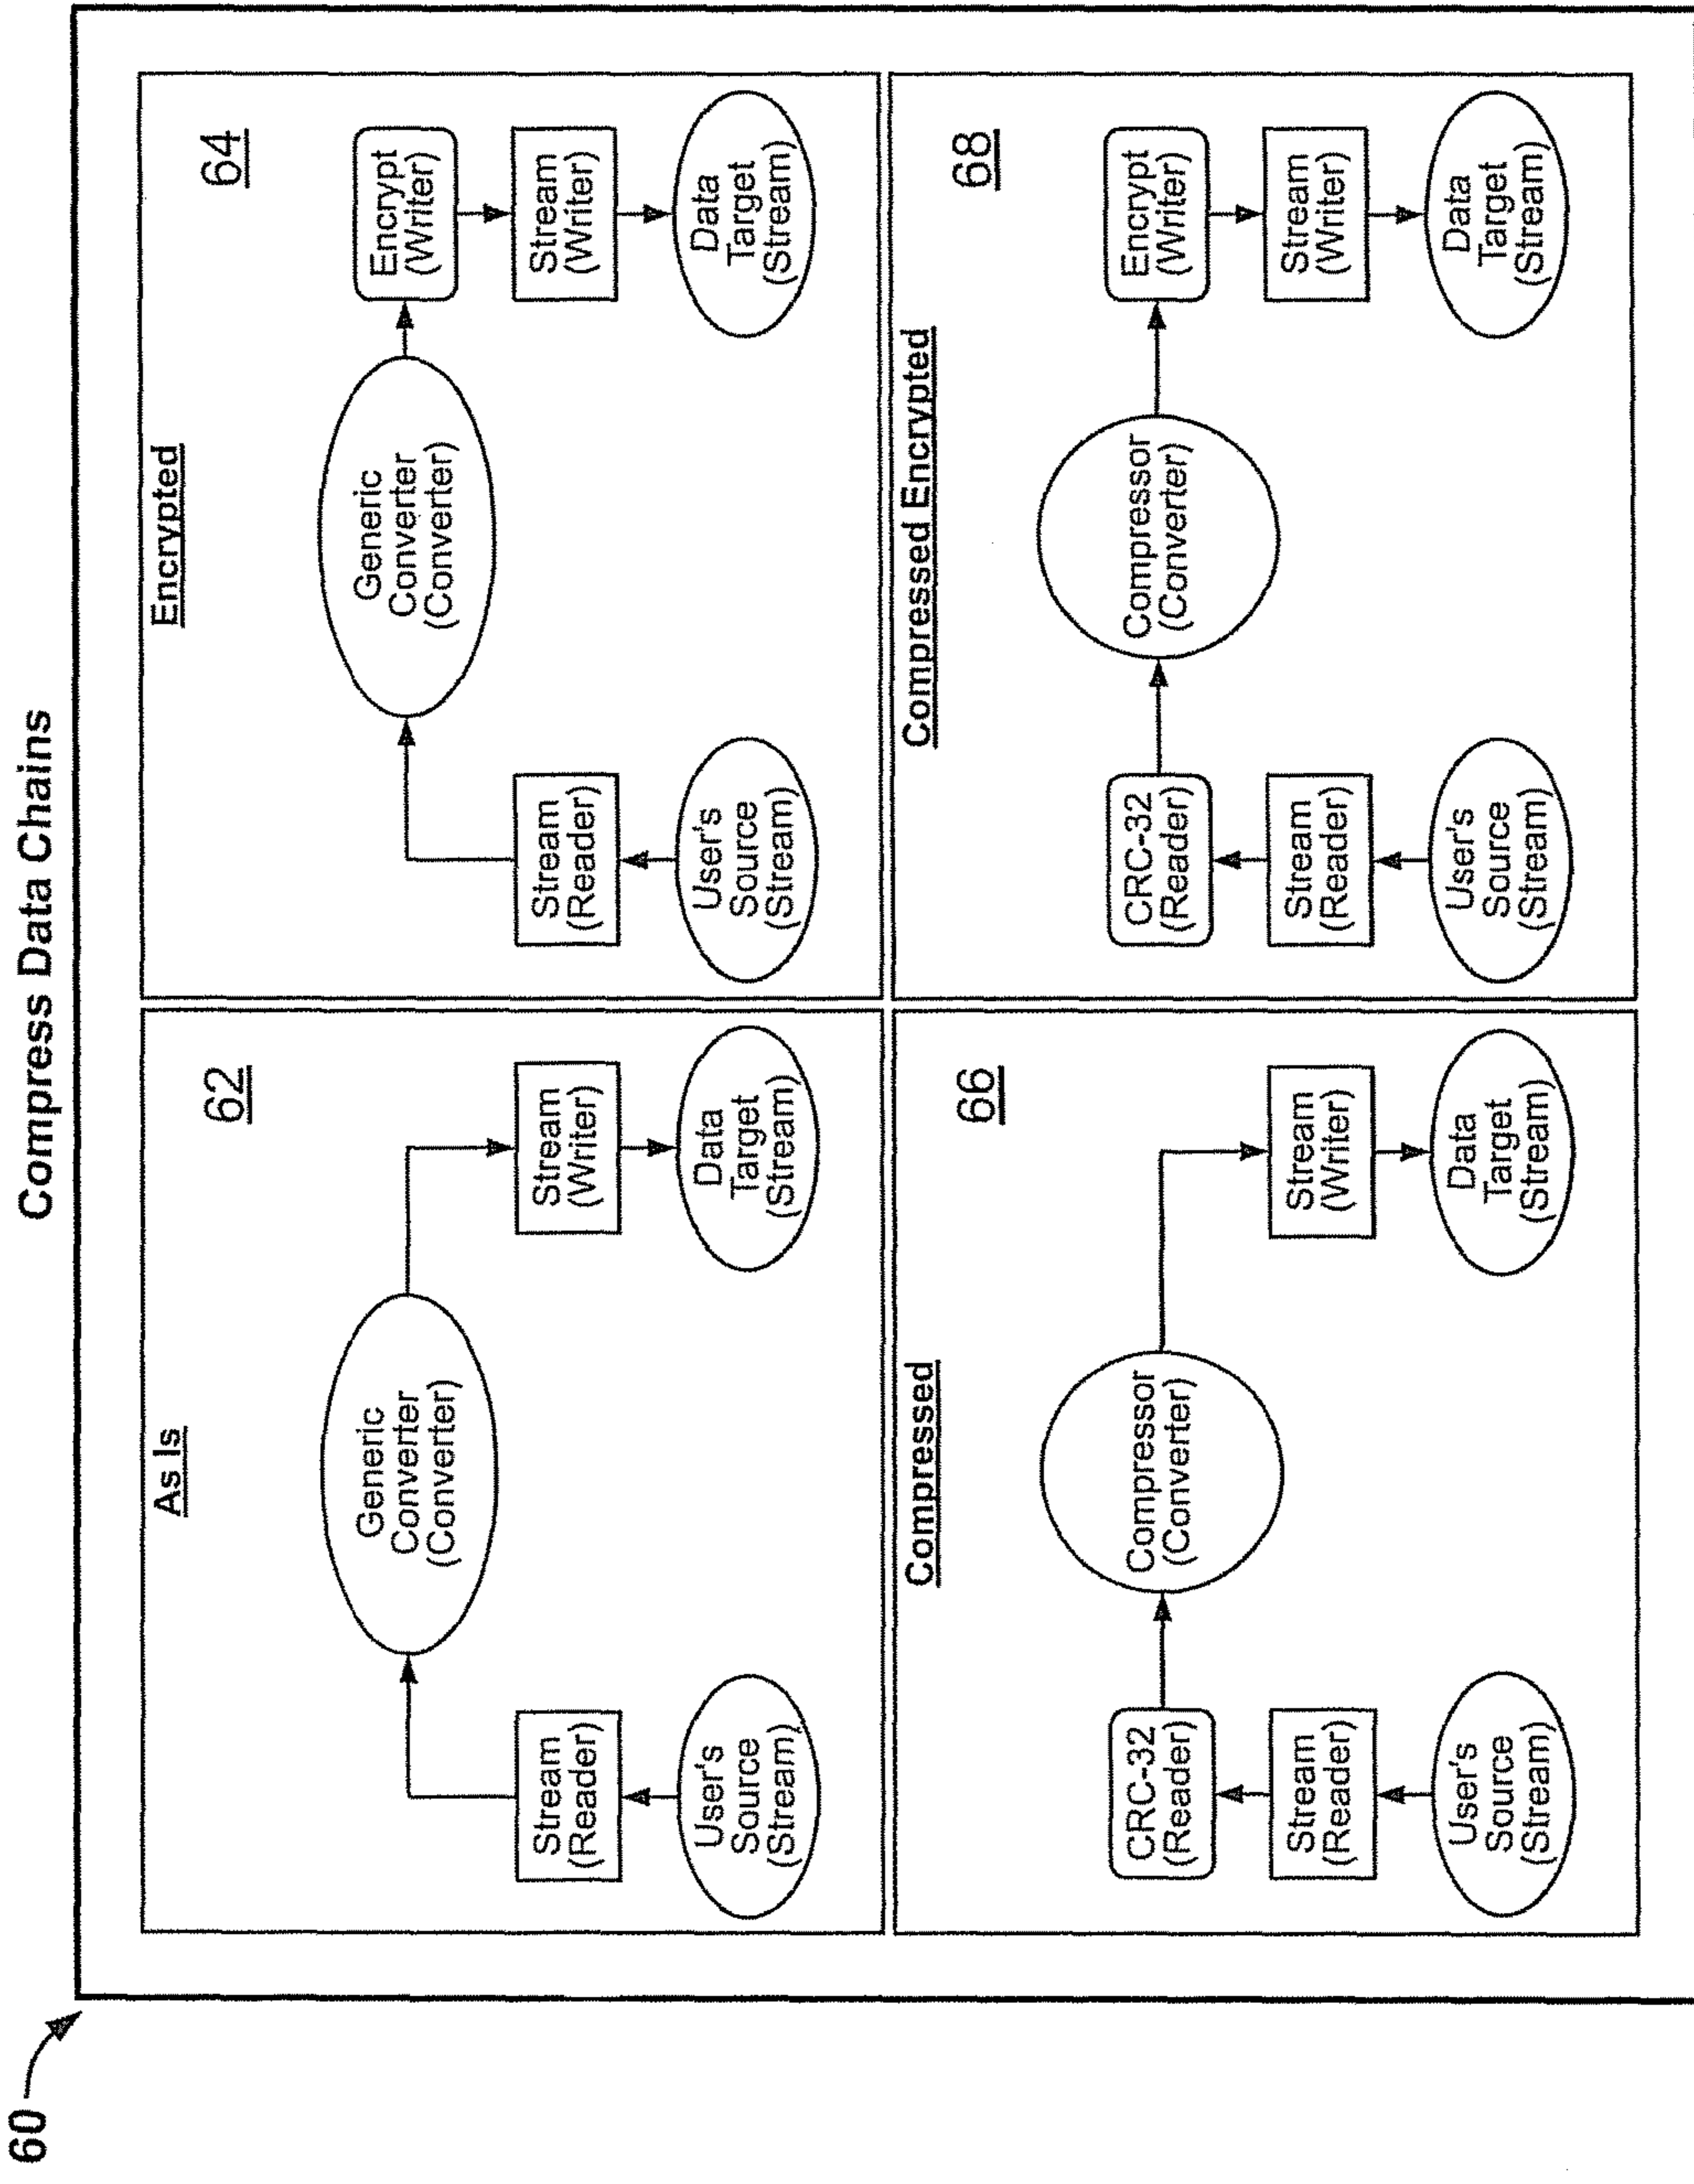 Compress Data Chains
60
As Is
62
Generic
Converter
(Converter)
Stream
(Reader)
User's
Source
(Stream)
Stream
(Writer)
Data
Target
(Stream)
Encrypted
64
Generic
Converter
(Converter)
Encrypt
(Writer)
Stream
(Reader)
User's
Source
(Stream)
Stream
(Writer)
Data
Target
(Stream)
Compressed
66
CRC-32
(Reader)
Compressor
(Converter)
Stream
(Reader)
User's
Source
(Stream)
Stream
(Writer)
Data
Target
(Stream)
Compressed Encrypted
68
CRC-32
(Reader)
Compressor
(Converter)
Encrypt
(Writer)
Stream
(Reader)
User's
Source
(Stream)
Stream
(Writer)
Data
Target
(Stream)